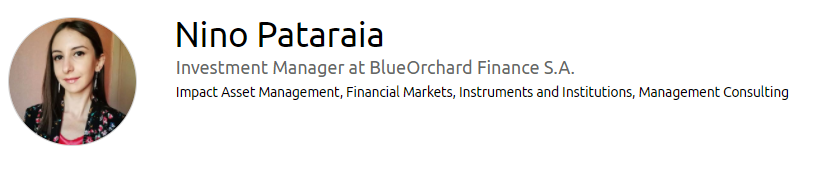 Nino Pataraia
Investment Manager at BlueOrchard Finance S.A.
Impact Asset Management, Financial Markets, Instruments and Institutions, Management Consulting